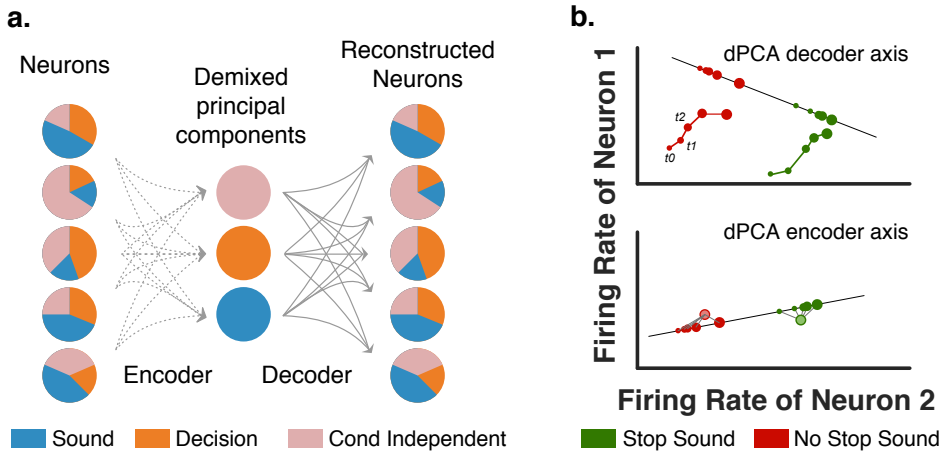 a.
Neurons
Demixed
principal
components
Reconstructed
Neurons
Encoder
Decoder
Sound
Decision
Cond Independent
b.
Firing Rate of Neuron 1
dPCA decoder axis
t2
t1
t0
dPCA encoder axis
Firing Rate of Neuron 2
Stop Sound
No Stop Sound